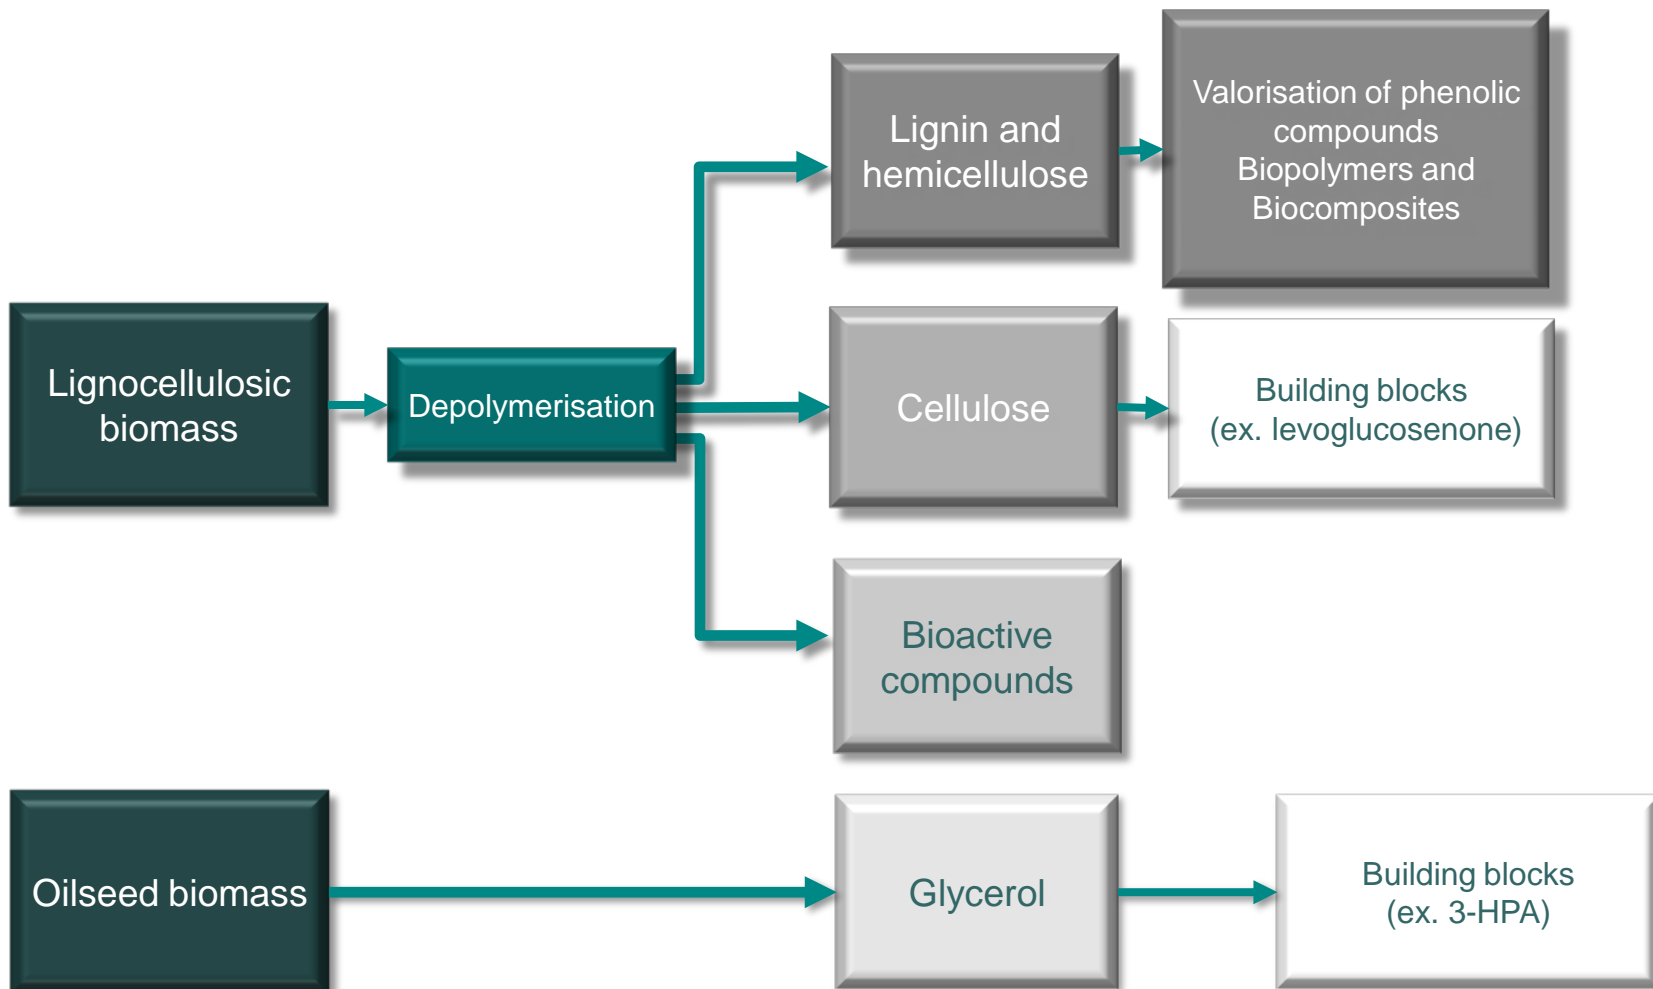 Lignocellulosic
biomass
Depolymerisation
Lignin and
hemicellulose
Valorisation of phenolic
compounds
Biopolymers and
Biocomposites
Cellulose
Building blocks
(ex. levoglucosenone)
Bioactive
compounds
Oilseed biomass
Glycerol
Building blocks
(ex. 3-HPA)